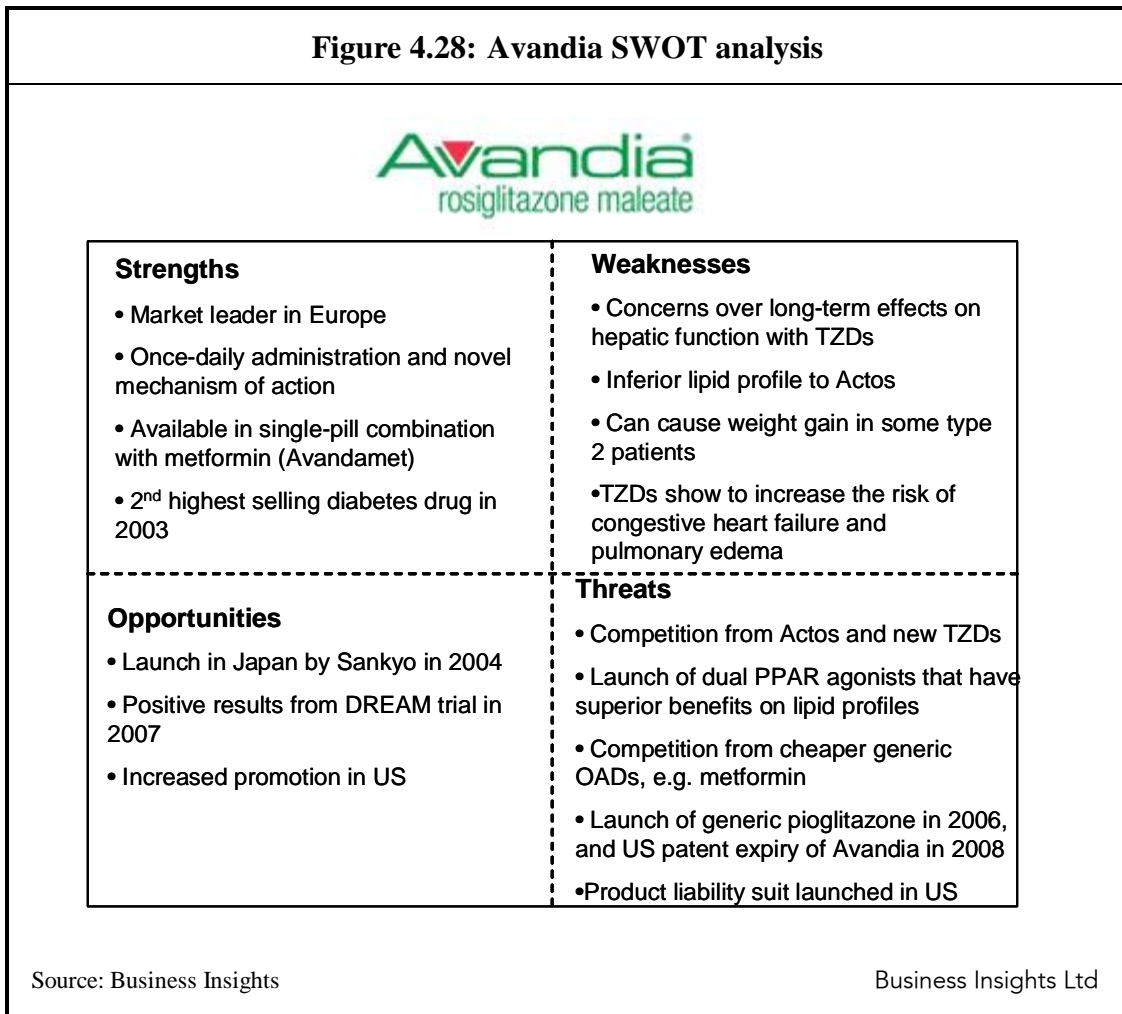 Figure 4.28: Avandia SWOT analysis
Avandia®
rosiglitazone maleate
Strengths
• Market leader in Europe
• Once-daily administration and novel
mechanism of action
• Available in single-pill combination
with metformin (Avandamet)
• 2nd highest selling diabetes drug in
2003
Weaknesses
• Concerns over long-term effects on
hepatic function with TZDs
• Inferior lipid profile to Actos
• Can cause weight gain in some type
2 patients
•TZDs show to increase the risk of
congestive heart failure and
pulmonary edema
Opportunities
• Launch in Japan by Sankyo in 2004
• Positive results from DREAM trial in
2007
• Increased promotion in US
Threats
• Competition from Actos and new TZDs
• Launch of dual PPAR agonists that have
superior benefits on lipid profiles
• Competition from cheaper generic
OADs, e.g. metformin
• Launch of generic pioglitazone in 2006,
and US patent expiry of Avandia in 2008
•Product liability suit launched in US
Source: Business Insights
Business Insights Ltd